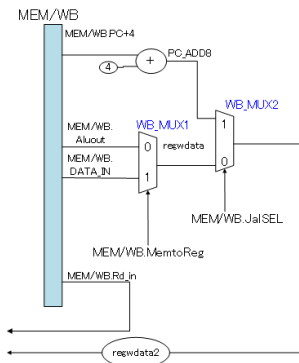 MEM/WB
MEM/WB.PC+4
4
+
PC_ADD8
WB_MUX2
MEM/WB.
Aluout
WB_MUX1
regwdata
0
1
1
0
MEM/WB.
DATA_IN
MEM/WB.JalSEL
MEM/WB.MemtoReg
MEM/WB.Rd_in
regwdata2